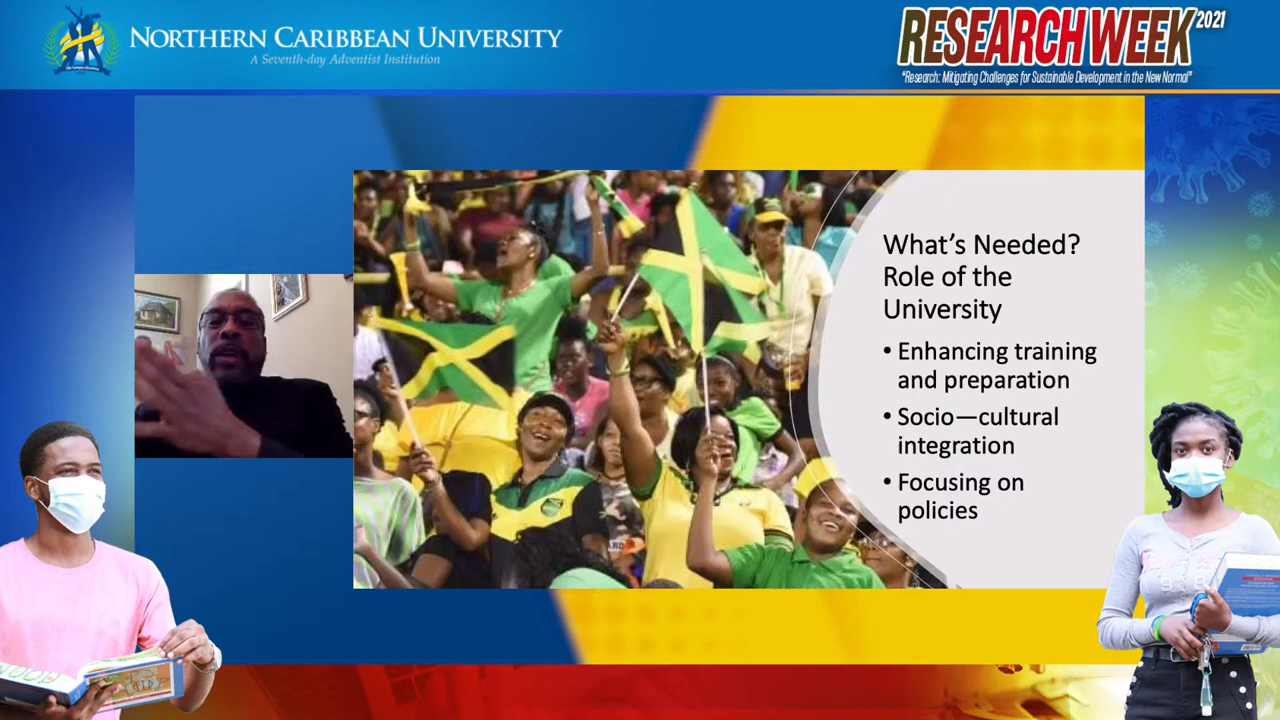 NORTHERN CARIBBEAN UNIVERSITY
A Seventh-day Adventist Institution
RESEARCH WEEK 2021
"Research: Mitigating Challenges for Sustainable Development in the New Normal"
What's Needed?
Role of the
University
• Enhancing training
and preparation
• Socio—cultural
integration
• Focusing on
policies